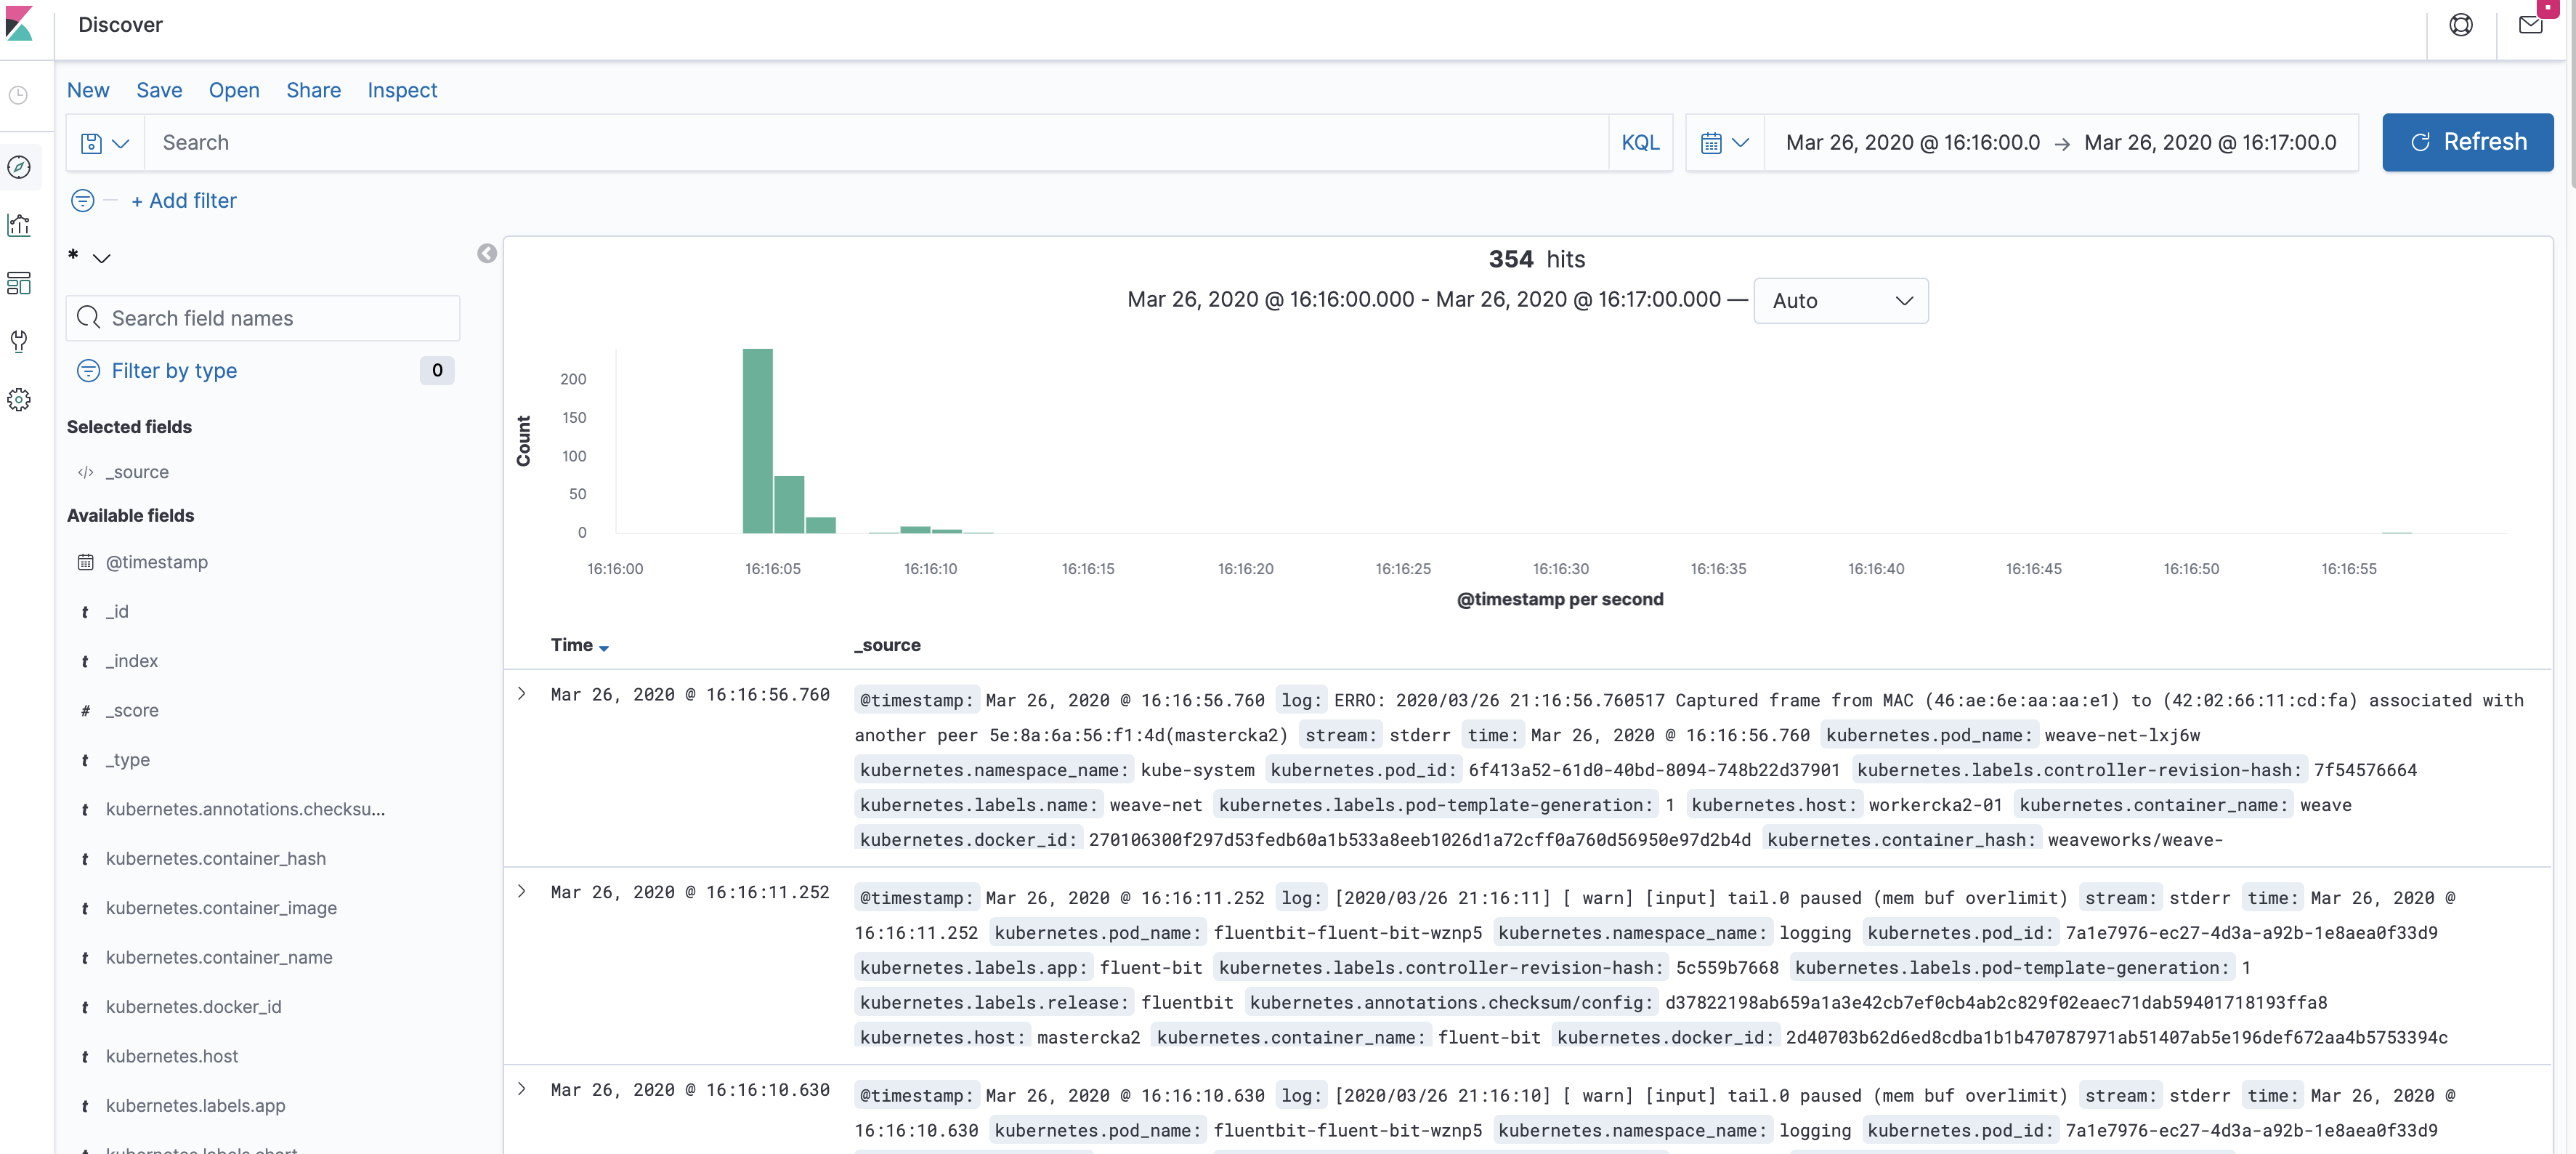 Discover
New Save Open Share Inspect
Search KQL Mar 26, 2020 @ 16:16:00.0 → Mar 26, 2020 @ 16:17:00.0 Refresh
+ Add filter
*
Search field names
Filter by type 0
Selected fields
_source
Available fields
@timestamp
t _id
t _index
# _score
t _type
t kubernetes.annotations.checksu...
t kubernetes.container_hash
t kubernetes.container_image
t kubernetes.container_name
t kubernetes.docker_id
t kubernetes.host
t kubernetes.labels.app
354 hits
Mar 26, 2020 @ 16:16:00.000 - Mar 26, 2020 @ 16:17:00.000 — Auto
Count
200
150
100
50
0
16:16:00 16:16:05 16:16:10 16:16:15 16:16:20 16:16:25 16:16:30 16:16:35 16:16:40 16:16:45 16:16:50 16:16:55
@timestamp per second
Time _source
Mar 26, 2020 @ 16:16:56.760 @timestamp: Mar 26, 2020 @ 16:16:56.760 log: ERRO: 2020/03/26 21:16:56.760517 Captured frame from MAC (46:ae:6e:aa:aa:e1) to (42:02:66:11:cd:fa) associated with
another peer 5e:8a:6a:56:f1:4d(mastercka2) stream: stderr time: Mar 26, 2020 @ 16:16:56.760 kubernetes.pod_name: weave-net-lxj6w
kubernetes.namespace_name: kube-system kubernetes.pod_id: 6f413a52-61d0-40bd-8094-748b22d37901 kubernetes.labels.controller-revision-hash: 7f54576664
kubernetes.labels.name: weave-net kubernetes.labels.pod-template-generation: 1 kubernetes.host: workercka2-01 kubernetes.container_name: weave
kubernetes.docker_id: 270106300f297d53fedb60a1b533a8eeb1026d1a72cff0a760d56950e97d2b4d kubernetes.container_hash: weaveworks/weave-
Mar 26, 2020 @ 16:16:11.252 @timestamp: Mar 26, 2020 @ 16:16:11.252 log: [2020/03/26 21:16:11] [ warn] [input] tail.0 paused (mem buf overlimit) stream: stderr time: Mar 26, 2020 @
16:16:11.252 kubernetes.pod_name: fluentbit-fluent-bit-wznp5 kubernetes.namespace_name: logging kubernetes.pod_id: 7a1e7976-ec27-4d3a-a92b-1e8aea0f33d9
kubernetes.labels.app: fluent-bit kubernetes.labels.controller-revision-hash: 5c559b7668 kubernetes.labels.pod-template-generation: 1
kubernetes.labels.release: fluentbit kubernetes.annotations.checksum/config: d37822198ab659a1a3e42cb7ef0cb4ab2c829f02eaec71dab59401718193ffa8
kubernetes.host: mastercka2 kubernetes.container_name: fluent-bit kubernetes.docker_id: 2d40703b62d6ed8cdba1b1b470787971ab51407ab5e196def672aa4b5753394c
Mar 26, 2020 @ 16:16:10.630 @timestamp: Mar 26, 2020 @ 16:16:10.630 log: [2020/03/26 21:16:10] [ warn] [input] tail.0 paused (mem buf overlimit) stream: stderr time: Mar 26, 2020 @
16:16:10.630 kubernetes.pod_name: fluentbit-fluent-bit-wznp5 kubernetes.namespace_name: logging kubernetes.pod_id: 7a1e7976-ec27-4d3a-a92b-1e8aea0f33d9